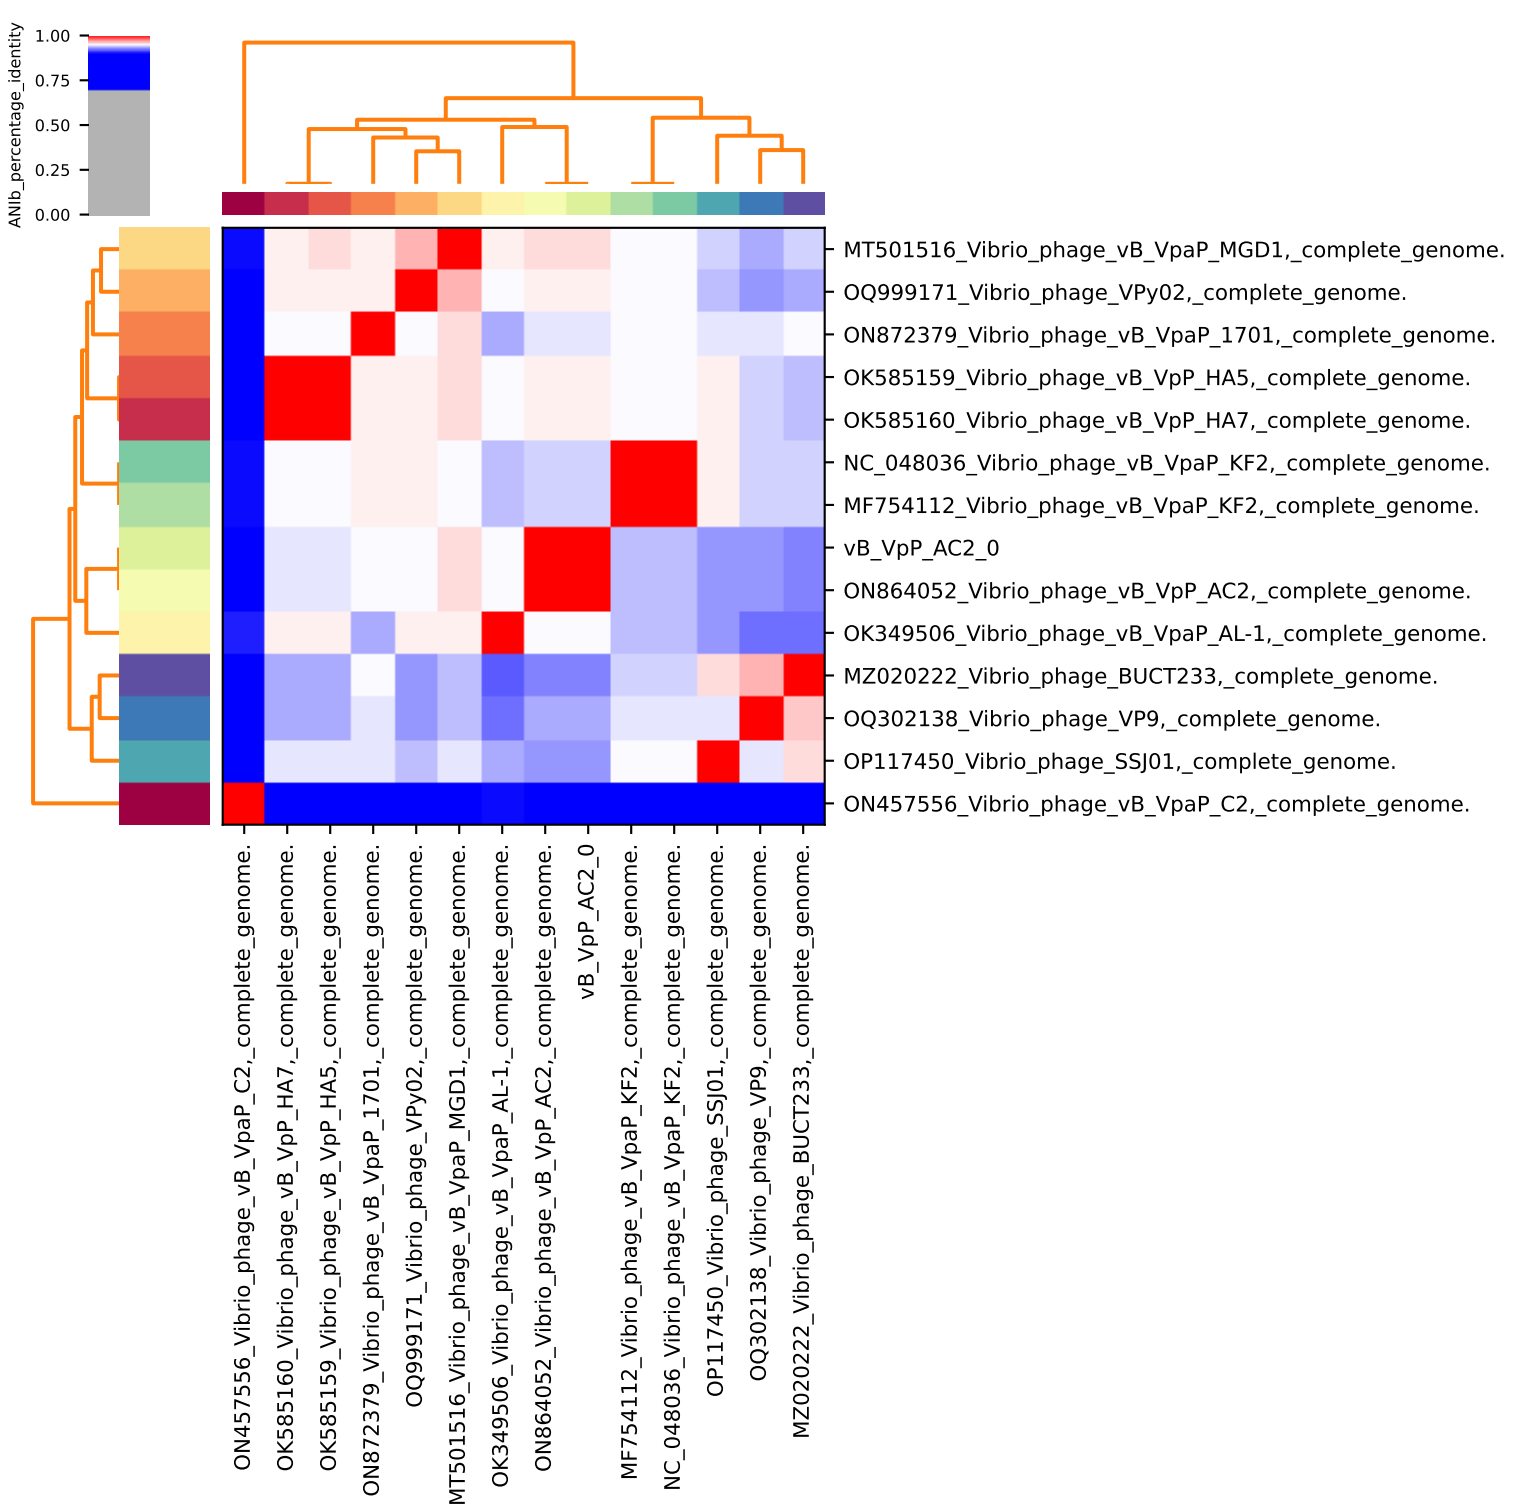 ANIb_percentage_identity
1.00
0.75
0.50
0.25
0.00
MT501516_Vibrio_phage_vB_VpaP_MGD1,_complete_genome.
OQ999171_Vibrio_phage_VPy02,_complete_genome.
ON872379_Vibrio_phage_vB_VpaP_1701,_complete_genome.
OK585159_Vibrio_phage_vB_VpP_HA5,_complete_genome.
OK585160_Vibrio_phage_vB_VpP_HA7,_complete_genome.
NC_048036_Vibrio_phage_vB_VpaP_KF2,_complete_genome.
MF754112_Vibrio_phage_vB_VpaP_KF2,_complete_genome.
vB_VpP_AC2_0
ON864052_Vibrio_phage_vB_VpP_AC2,_complete_genome.
OK349506_Vibrio_phage_vB_VpaP_AL-1,_complete_genome.
MZ020222_Vibrio_phage_BUCT233,_complete_genome.
OQ302138_Vibrio_phage_VP9,_complete_genome.
OP117450_Vibrio_phage_SSJ01,_complete_genome.
ON457556_Vibrio_phage_vB_VpaP_C2,_complete_genome.
ON457556_Vibrio_phage_vB_VpaP_C2,_complete_genome.
OK585160_Vibrio_phage_vB_VpP_HA7,_complete_genome.
OK585159_Vibrio_phage_vB_VpP_HA5,_complete_genome.
ON872379_Vibrio_phage_vB_VpaP_1701,_complete_genome.
OQ999171_Vibrio_phage_VPy02,_complete_genome.
MT501516_Vibrio_phage_vB_VpaP_MGD1,_complete_genome.
OK349506_Vibrio_phage_vB_VpaP_AL-1,_complete_genome.
ON864052_Vibrio_phage_vB_VpP_AC2,_complete_genome.
vB_VpP_AC2_0
MF754112_Vibrio_phage_vB_VpaP_KF2,_complete_genome.
NC_048036_Vibrio_phage_vB_VpaP_KF2,_complete_genome.
OP117450_Vibrio_phage_SSJ01,_complete_genome.
OQ302138_Vibrio_phage_VP9,_complete_genome.
MZ020222_Vibrio_phage_BUCT233,_complete_genome.